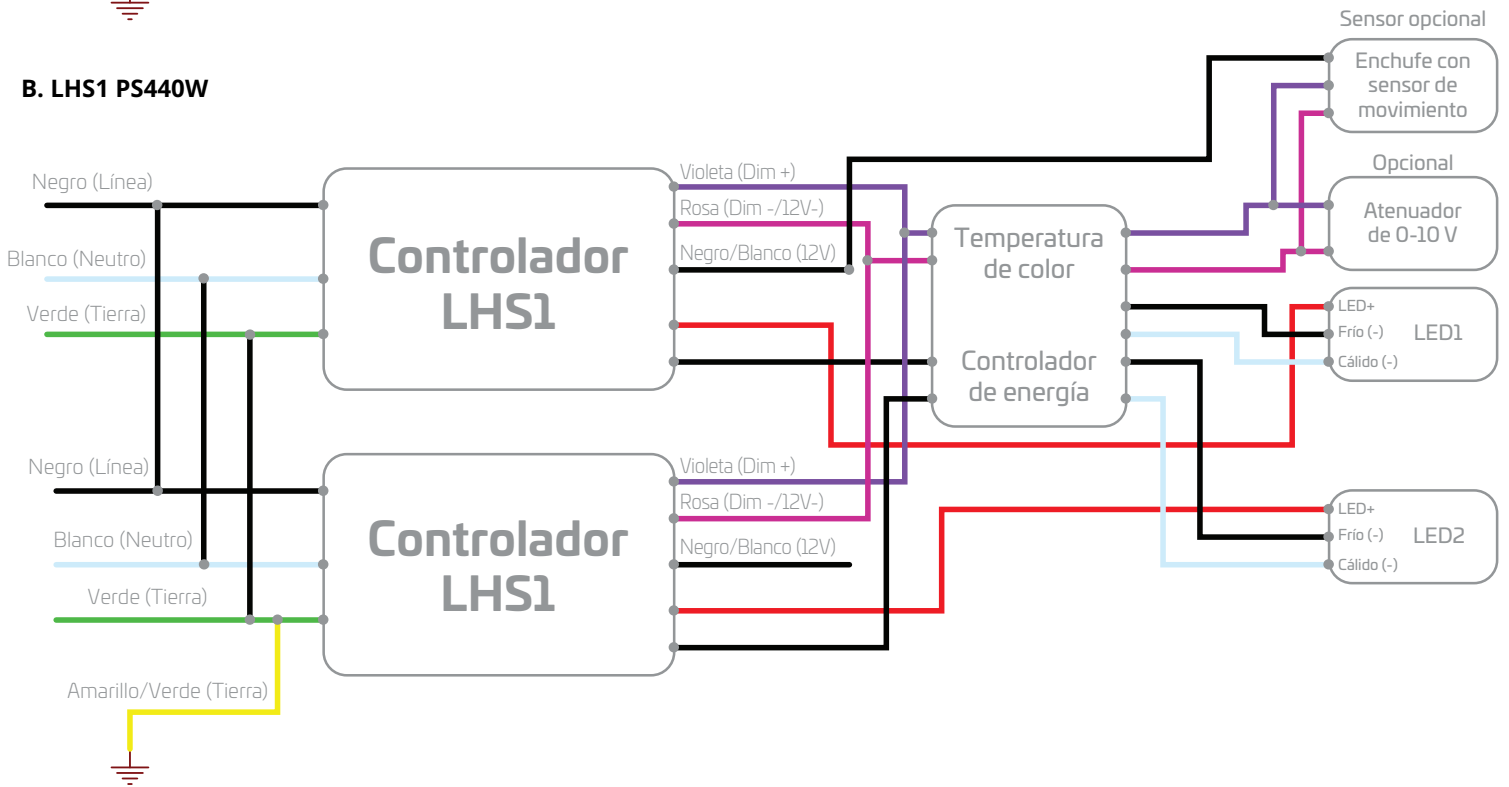 Sensor opcional
Enchufe con
sensor de
movimiento
B. LHS1 PS440W
Negro (Línea)
Blanco (Neutro)
Verde (Tierra)
Controlador
LHS1
Violeta (Dim +)
Rosa (Dim -/12V-)
Negro/Blanco (12V)
Temperatura
de color
Controlador
de energía
Opcional
Atenuador
de 0-10 V
LED+
Frío (-)
Cálido (-)
LED1
Negro (Línea)
Blanco (Neutro)
Verde (Tierra)
Amarillo/Verde (Tierra)
Controlador
LHS1
Violeta (Dim +)
Rosa (Dim -/12V-)
Negro/Blanco (12V)
LED+
Frío (-)
Cálido (-)
LED2